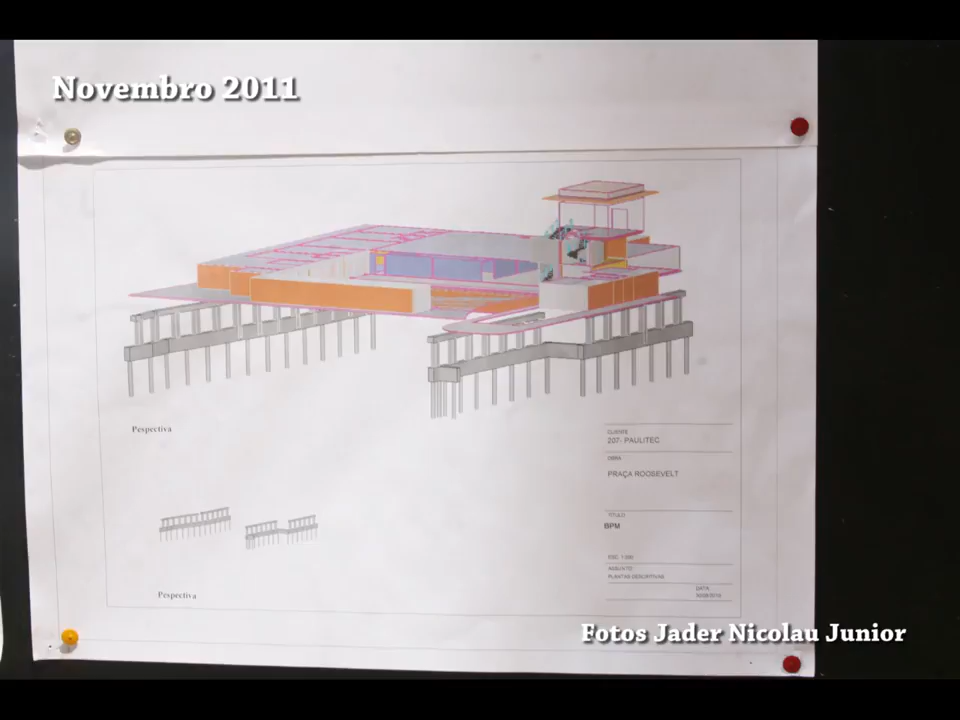 Novembro 2011
Pespectiva
CLIENTE
207- PAULITEC
OBRA
PRAÇA ROOSEVELT
TÍTULO
BPM
ESC. 1:200
ASSUNTO
PLANTAS DESCRITIVAS
DATA
Pespectiva
Fotos Jader Nicolau Junior